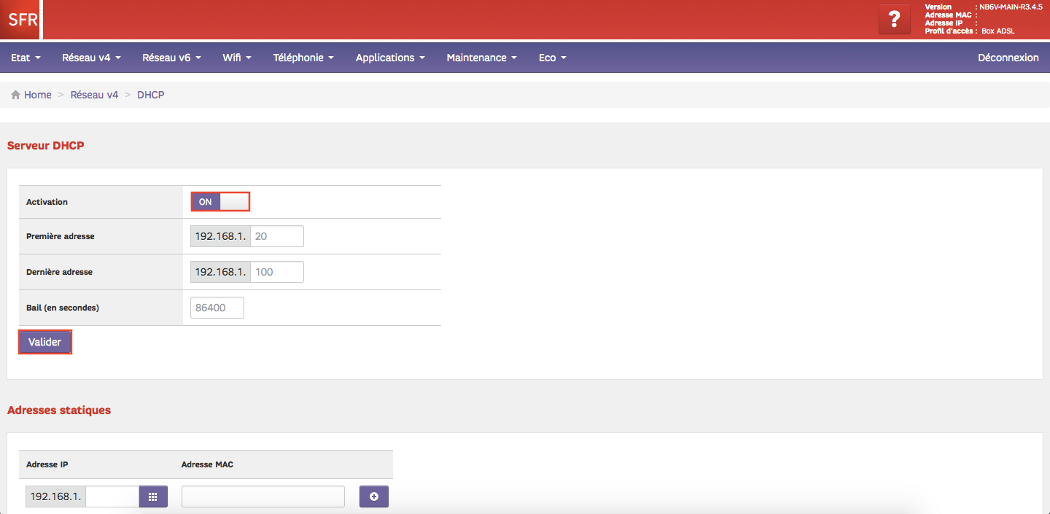 SFR
?
Version : NB6V-MAIN-R3.4.5
Adresse MAC :
Adresse IP :
Profil d'accès : Box ADSL
Etat Réseau v4 Réseau v6 Wifi Téléphonie Applications Maintenance Eco Déconnexion
Home > Réseau v4 > DHCP
Serveur DHCP
Activation ON
Première adresse 192.168.1. 20
Dernière adresse 192.168.1. 100
Bail (en secondes) 86400
Valider
Adresses statiques
Adresse IP Adresse MAC
192.168.1.